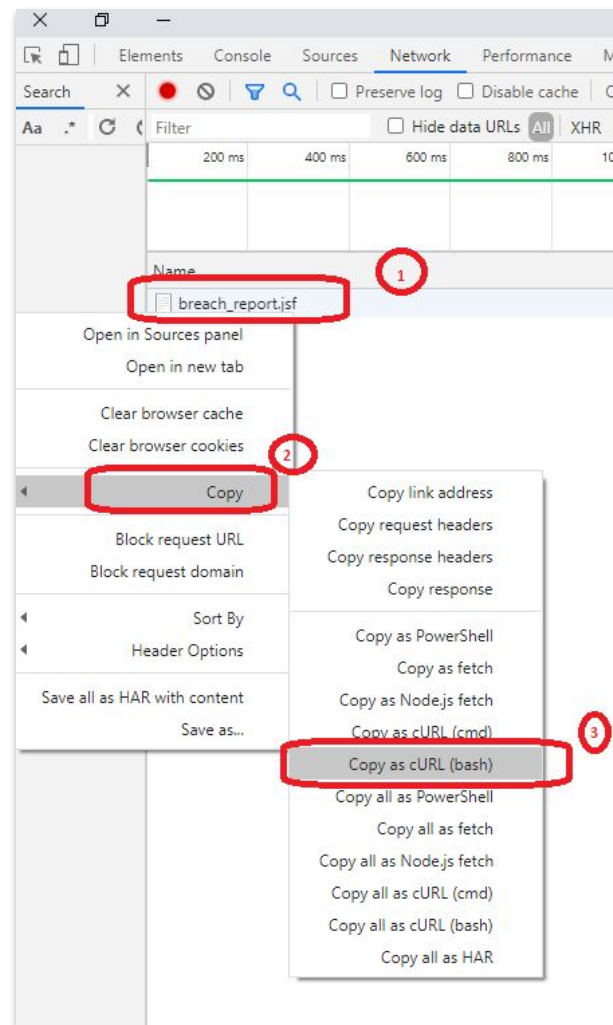 Elements Console Sources Network Performance M
Search Preserve log Disable cache
Aa .* Filter Hide data URLs All XHR
200 ms 400 ms 600 ms 800 ms 10
Name
1
breach_report.jsf
Open in Sources panel
Open in new tab
Clear browser cache
Clear browser cookies
2
Copy
Block request URL
Block request domain
Sort By
Header Options
Save all as HAR with content
Save as...
Copy link address
Copy request headers
Copy response headers
Copy response
Copy as PowerShell
Copy as fetch
Copy as Node.js fetch
Copy as cURL (cmd)
3
Copy as cURL (bash)
Copy all as PowerShell
Copy all as fetch
Copy all as Node.js fetch
Copy all as cURL (cmd)
Copy all as cURL (bash)
Copy all as HAR